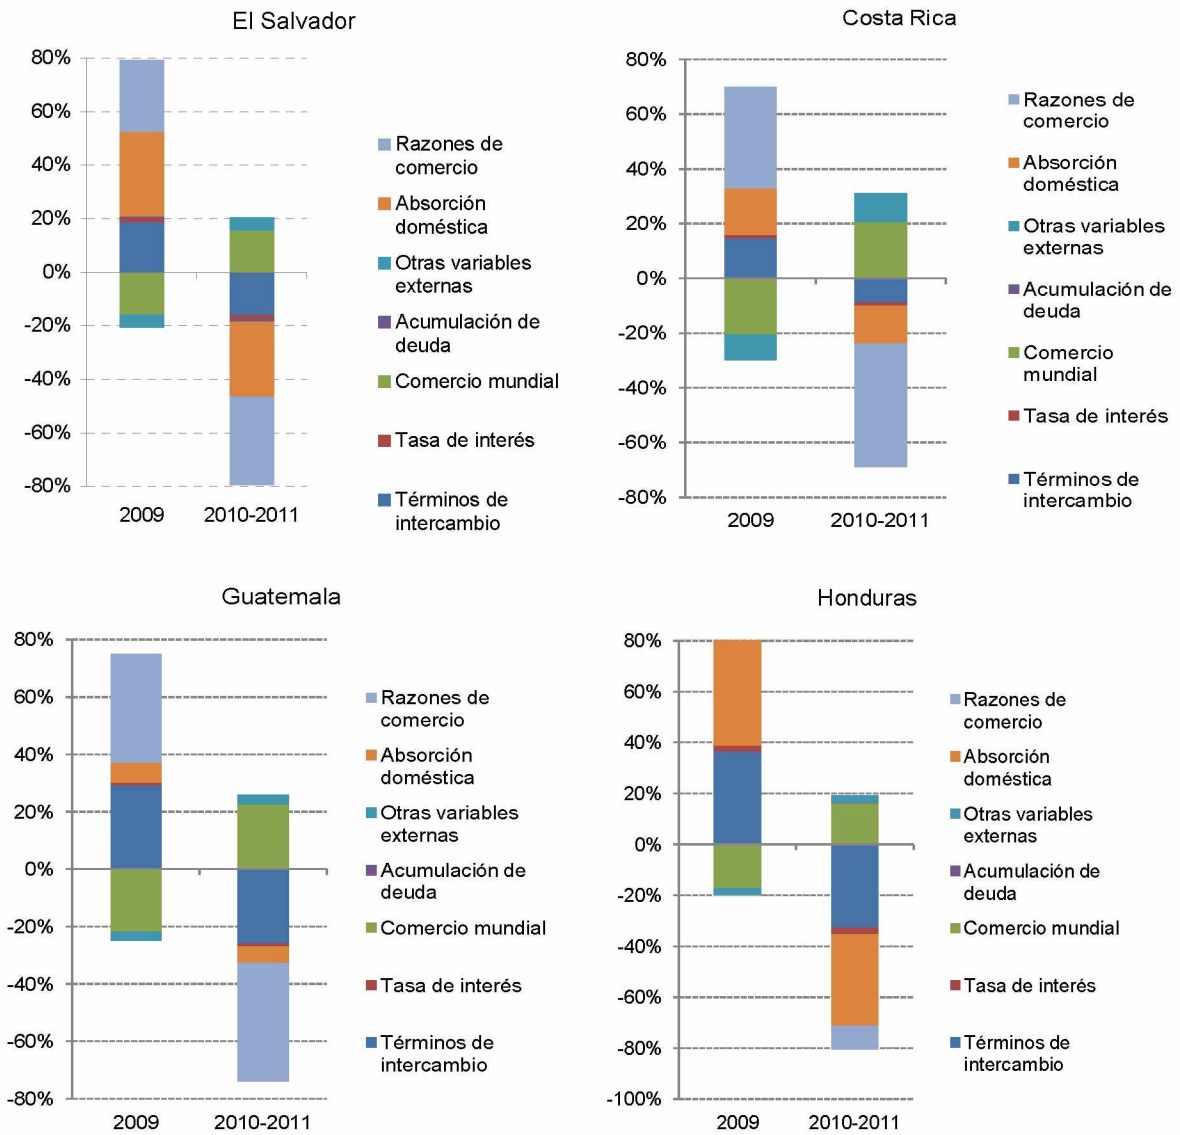 El Salvador
80%
60%
40%
20%
0%
-20%
-40%
-60%
-80%
2009
2010-2011
Razones de
comercio
Absorción
doméstica
Otras variables
externas
Acumulación de
deuda
Comercio mundial
Tasa de interés
Términos de
intercambio
Costa Rica
80%
60%
40%
20%
0%
-20%
-40%
-60%
-80%
2009
2010-2011
Razones de
comercio
Absorción
doméstica
Otras variables
externas
Acumulación de
deuda
Comercio
mundial
Tasa de interés
Términos de
intercambio
Guatemala
80%
60%
40%
20%
0%
-20%
-40%
-60%
-80%
2009
2010-2011
Razones de
comercio
Absorción
doméstica
Otras variables
externas
Acumulación de
deuda
Comercio mundial
Tasa de interés
Términos de
intercambio
Honduras
80%
60%
40%
20%
0%
-20%
-40%
-60%
-80%
-100%
2009
2010-2011
Razones de
comercio
Absorción
doméstica
Otras variables
externas
Acumulación de
deuda
Comercio mundial
Tasa de interés
Términos de
intercambio